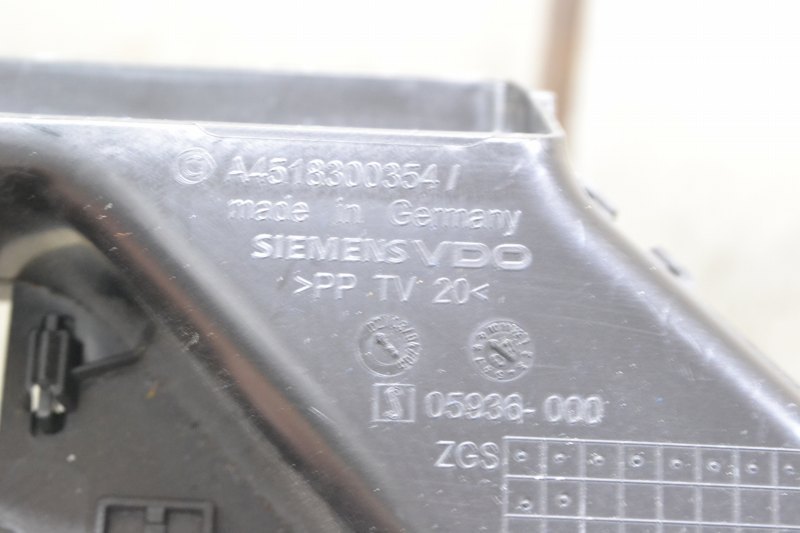 © A4518300354 /
made in Germany
SIEMENS VDO
>PP TV 20<
S 05936-000
ZGS